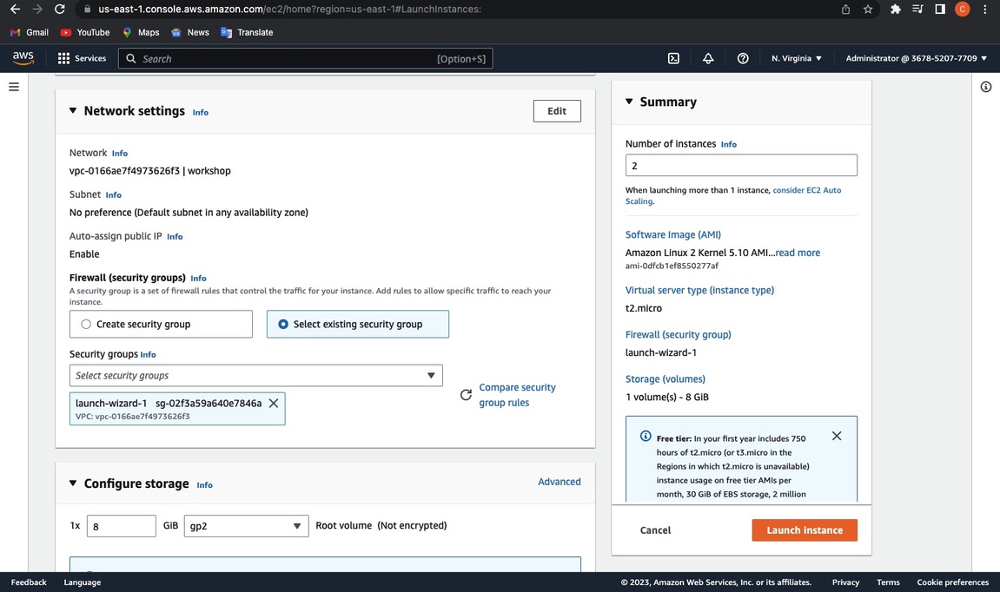 us-east-1.console.aws.amazon.com/ec2/home?region=us-east-1#LaunchInstances:
C
Gmail YouTube Maps News Translate
aws Services Search [Option+S] N. Virginia Administrator @ 3678-5207-7709
Network settings Info Edit
Network Info
vpc-0166ae7f4973626f3 | workshop
Subnet Info
No preference (Default subnet in any availability zone)
Auto-assign public IP Info
Enable
Firewall (security groups) Info
A security group is a set of firewall rules that control the traffic for your instance. Add rules to allow specific traffic to reach your
instance.
Create security group Select existing security group
Security groups Info
Select security groups
Compare security
group rules
launch-wizard-1 sg-02f3a59a640e7846a
VPC: vpc-0166ae7f4973626f3
Configure storage Info Advanced
1x 8 GiB gp2 Root volume (Not encrypted)
Summary
Number of instances Info
2
When launching more than 1 instance, consider EC2 Auto
Scaling.
Software Image (AMI)
Amazon Linux 2 Kernel 5.10 AMI...read more
ami-0dfcb1ef8550277af
Virtual server type (instance type)
t2.micro
Firewall (security group)
launch-wizard-1
Storage (volumes)
1 volume(s) - 8 GiB
Free tier: In your first year includes 750
hours of t2.micro (or t3.micro in the
Regions in which t2.micro is unavailable)
instance usage on free tier AMIs per
month, 30 GiB of EBS storage, 2 million
Cancel Launch instance
Feedback Language © 2023, Amazon Web Services, Inc. or its affiliates. Privacy Terms Cookie preferences